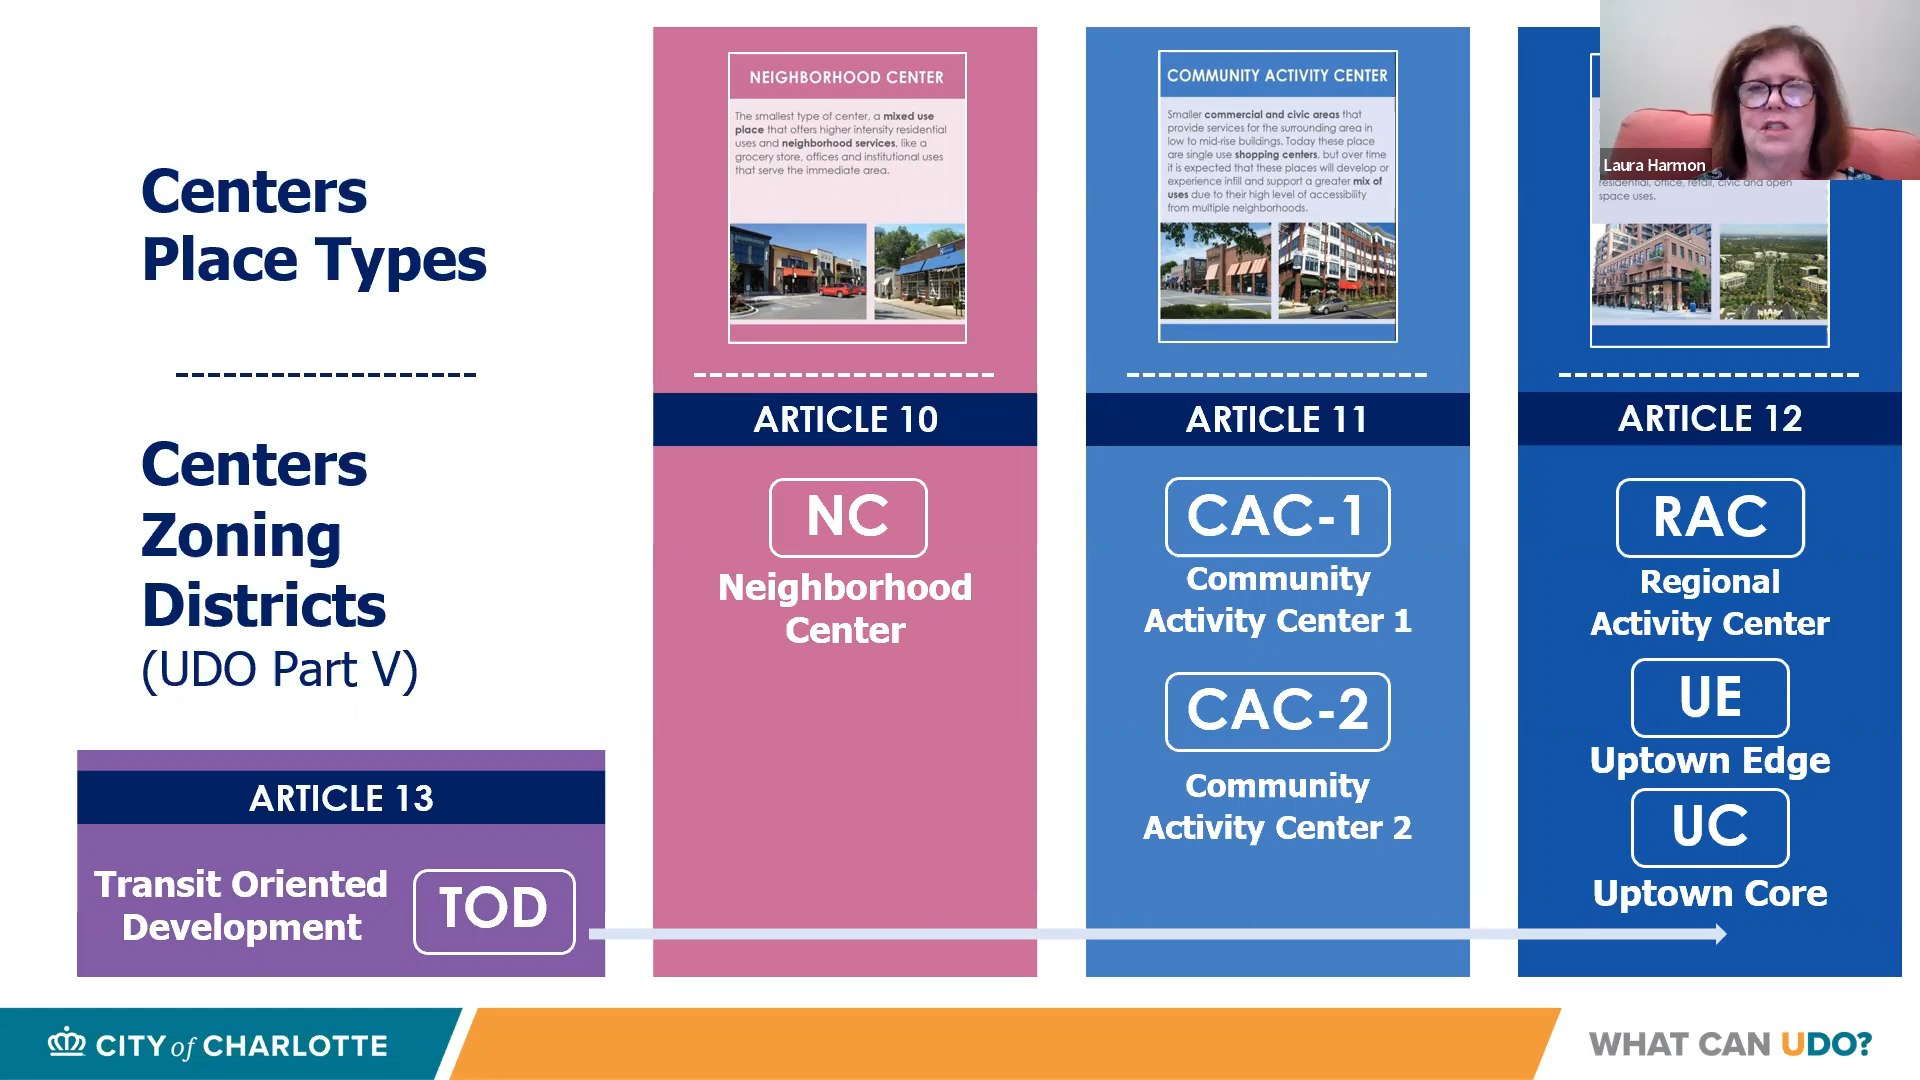 Centers
Place Types
Centers
Zoning
Districts
(UDO Part V)
ARTICLE 13
Transit Oriented
Development
TOD
NEIGHBORHOOD CENTER
The smallest type of center, a mixed use
place that offers higher intensity residential
uses and neighborhood services, like a
grocery store, offices and institutional uses
that serve the immediate area.
ARTICLE 10
NC
Neighborhood
Center
COMMUNITY ACTIVITY CENTER
Smaller commercial and civic areas that
provide services for the surrounding area in
low to mid-rise buildings. Today these place
are single use shopping centers, but over time
it is expected that these places will develop or
experience infill and support a greater mix of
uses due to their high level of accessibility
from multiple neighborhoods.
ARTICLE 11
CAC-1
Community
Activity Center 1
CAC-2
Community
Activity Center 2
Laura Harmon
residential, office, retail, civic and open
space uses.
ARTICLE 12
RAC
Regional
Activity Center
UE
Uptown Edge
UC
Uptown Core
CITY of CHARLOTTE
WHAT CAN UDO?